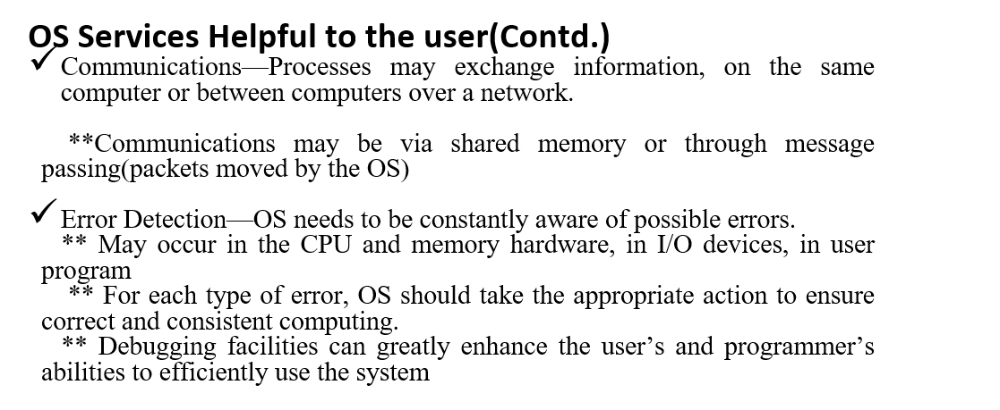 OS Services Helpful to the user(Contd.)
✓ Communications—Processes may exchange information, on the same
computer or between computers over a network.
**Communications may be via shared memory or through message
passing(packets moved by the OS)
✓ Error Detection—OS needs to be constantly aware of possible errors.
** May occur in the CPU and memory hardware, in I/O devices, in user
program
** For each type of error, OS should take the appropriate action to ensure
correct and consistent computing.
** Debugging facilities can greatly enhance the user’s and programmer’s
abilities to efficiently use the system